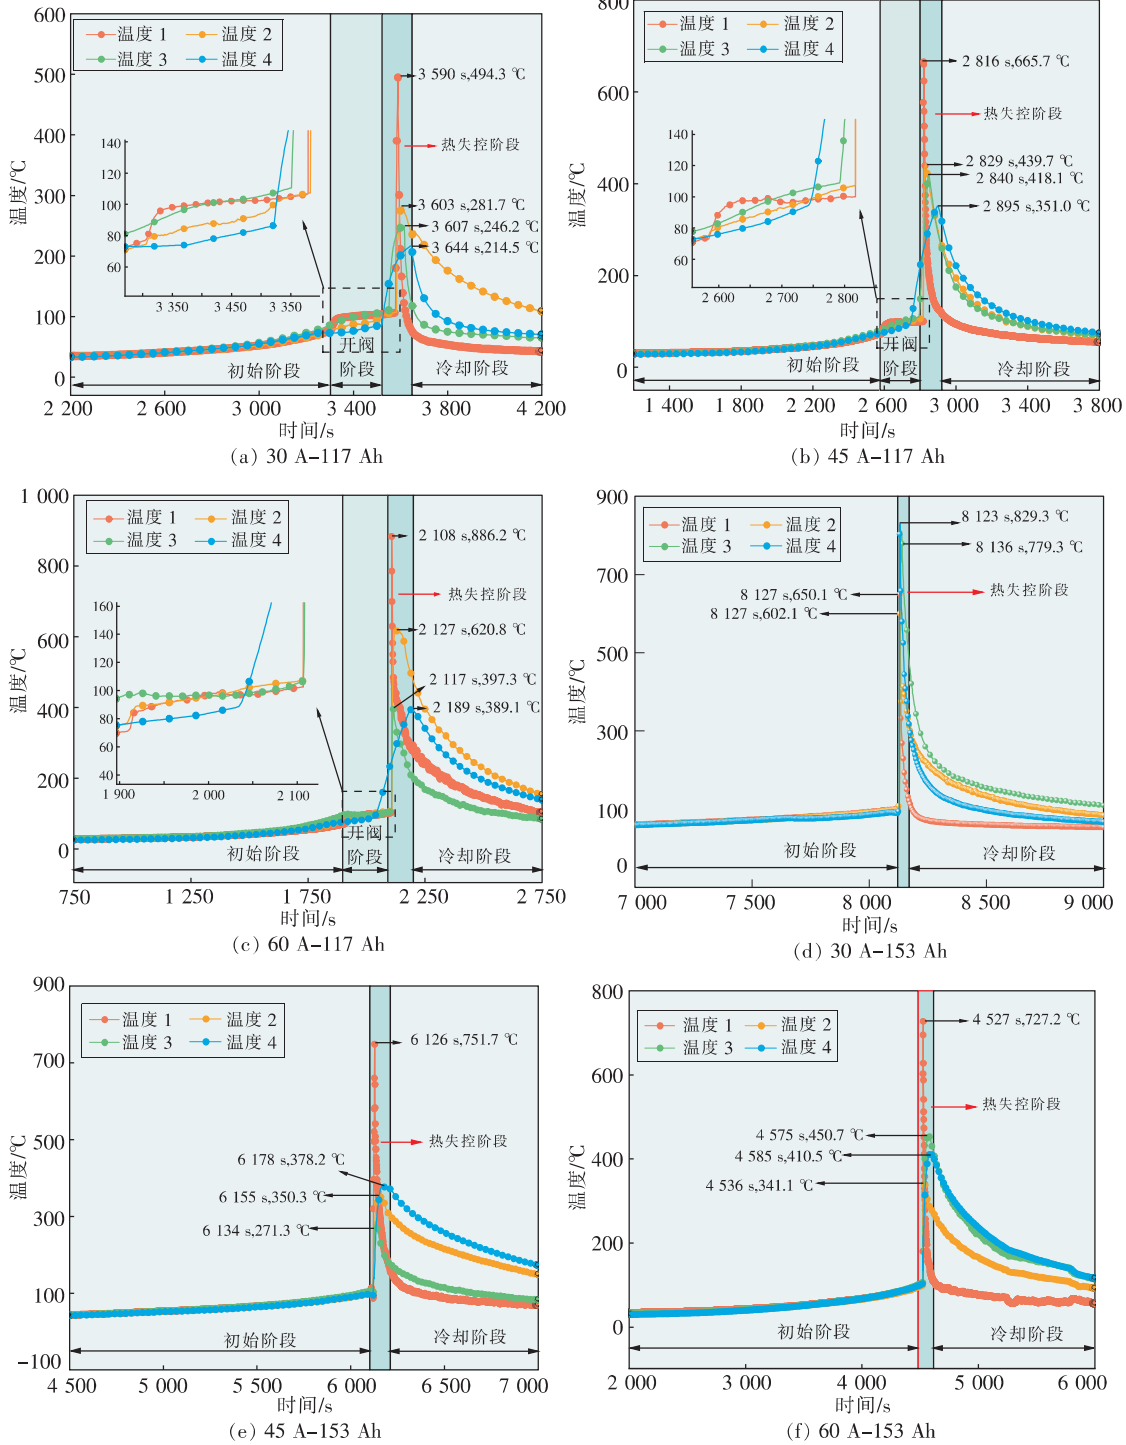 600
500
400
300
200
100
0
温度/℃
温度 1
温度 2
温度 3
温度 4
3 590 s,494.3 ℃
热失控阶段
3 603 s,281.7 ℃
3 607 s,246.2 ℃
3 644 s,214.5 ℃
140
120
100
80
60
3 350
3 450
3 550
开阀
初始阶段
阶段
冷却阶段
2 200
2 600
3 000
3 400
3 800
4 200
时间/s
(a) 30 A-117 Ah
800
600
400
200
0
温度/℃
温度 1
温度 2
温度 3
温度 4
2 816 s,665.7 ℃
热失控阶段
2 829 s,439.7 ℃
2 840 s,418.1 ℃
2 895 s,351.0 ℃
140
120
100
80
60
2 600
2 700
2 800
开阀
初始阶段
阶段
冷却阶段
1 400
1 800
2 200
2 600
3 000
3 400
3 800
时间/s
(b) 45 A-117 Ah
1 000
800
600
400
200
0
温度/℃
温度 1
温度 2
温度 3
温度 4
2 108 s,886.2 ℃
热失控阶段
2 127 s,620.8 ℃
2 117 s,397.3 ℃
2 189 s,389.1 ℃
160
140
120
100
80
60
40
1 900
2 000
2 100
开阀
初始阶段
阶段
冷却阶段
750
1 250
1 750
2 250
2 750
时间/s
(c) 60 A-117 Ah
900
700
500
300
100
0
温度/℃
温度 1
温度 2
温度 3
温度 4
8 123 s,829.3 ℃
8 136 s,779.3 ℃
热失控阶段
8 127 s,650.1 ℃
8 127 s,602.1 ℃
初始阶段
冷却阶段
7 000
7 500
8 000
8 500
9 000
时间/s
(d) 30 A-153 Ah
900
700
500
300
100
-100
温度/℃
温度 1
温度 2
温度 3
温度 4
6 126 s,751.7 ℃
热失控阶段
6 178 s,378.2 ℃
6 155 s,350.3 ℃
6 134 s,271.3 ℃
初始阶段
冷却阶段
4 500
5 000
5 500
6 000
6 500
7 000
时间/s
(e) 45 A-153 Ah
800
600
400
200
0
温度/℃
温度 1
温度 2
温度 3
温度 4
4 527 s,727.2 ℃
热失控阶段
4 575 s,450.7 ℃
4 585 s,410.5 ℃
4 536 s,341.1 ℃
初始阶段
冷却阶段
2 000
3 000
4 000
5 000
6 000
时间/s
(f) 60 A-153 Ah